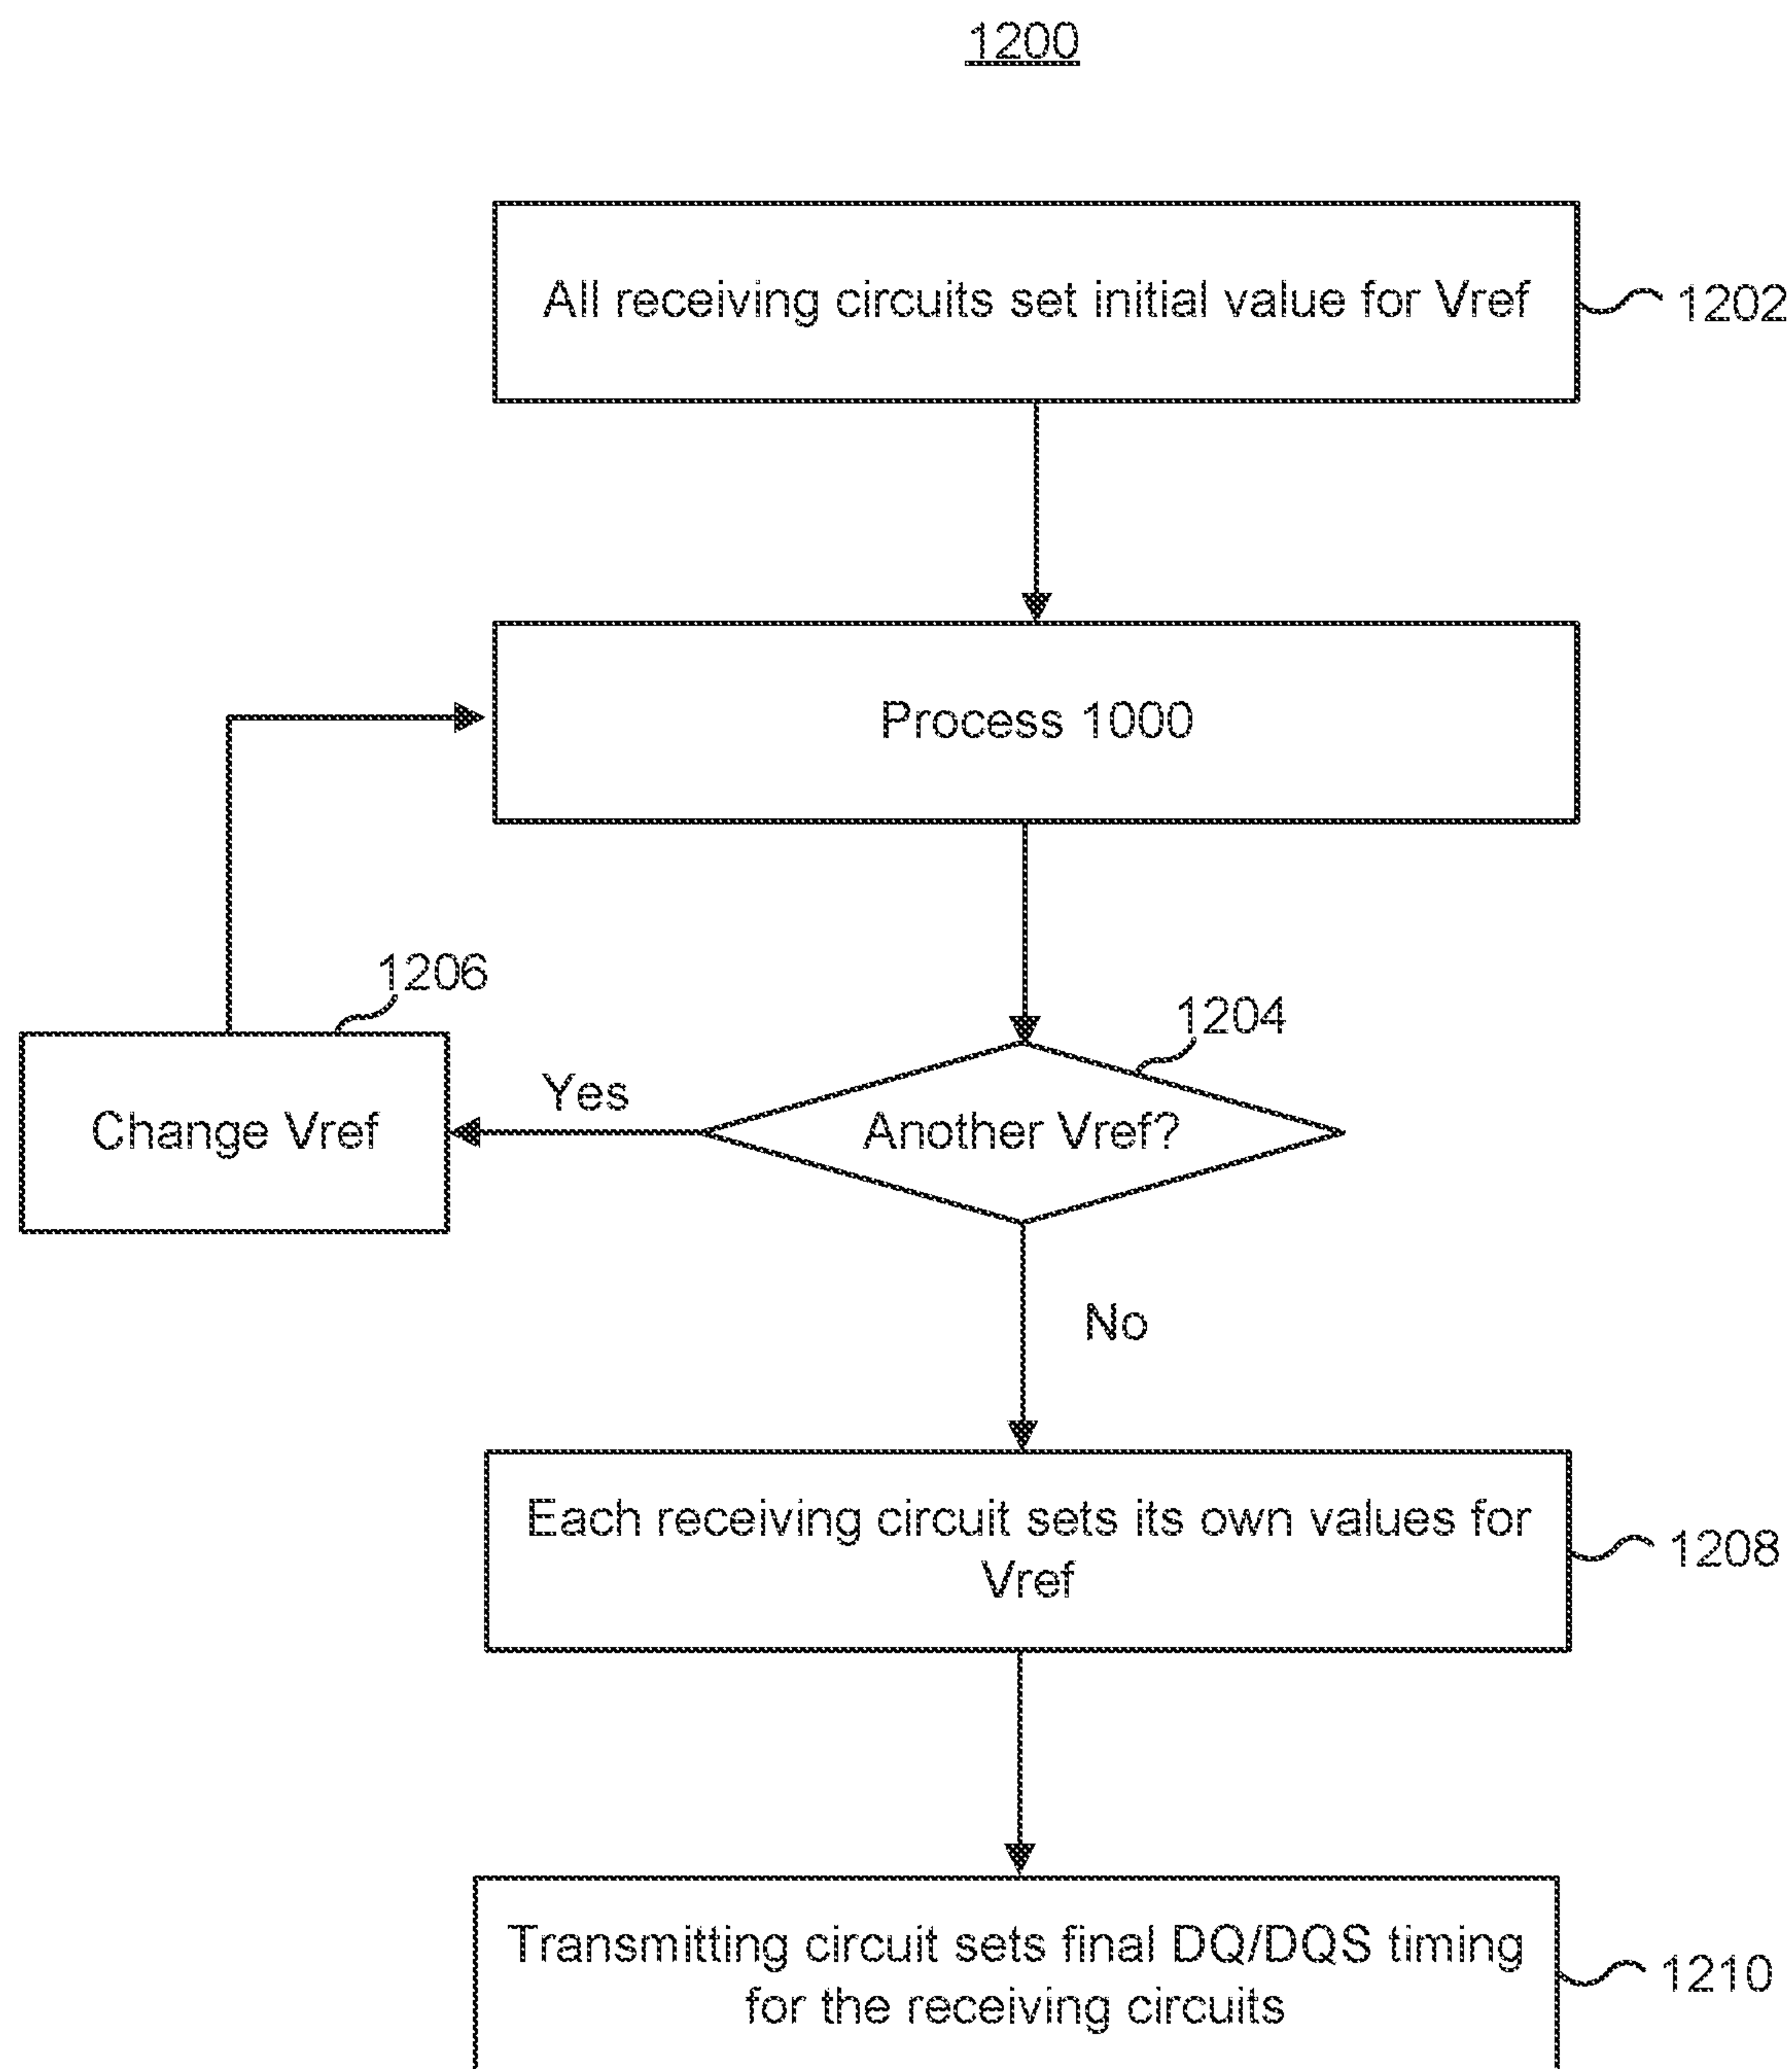 1200
All receiving circuits set initial value for Vref
1202
Process 1000
1206
1204
Change Vref
Yes
Another Vref?
No
Each receiving circuit sets its own values for
Vref
1208
Transmitting circuit sets final DQ/DQS timing
for the receiving circuits
1210